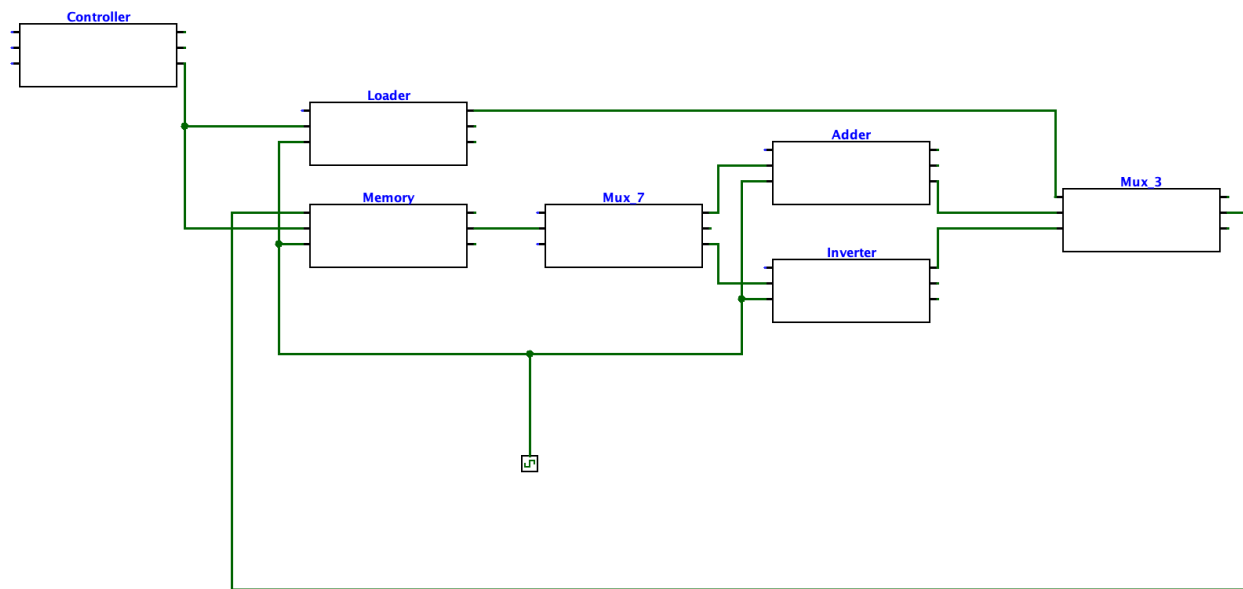 Controller
Loader
Adder
Mux_3
Memory
Mux_7
Inverter